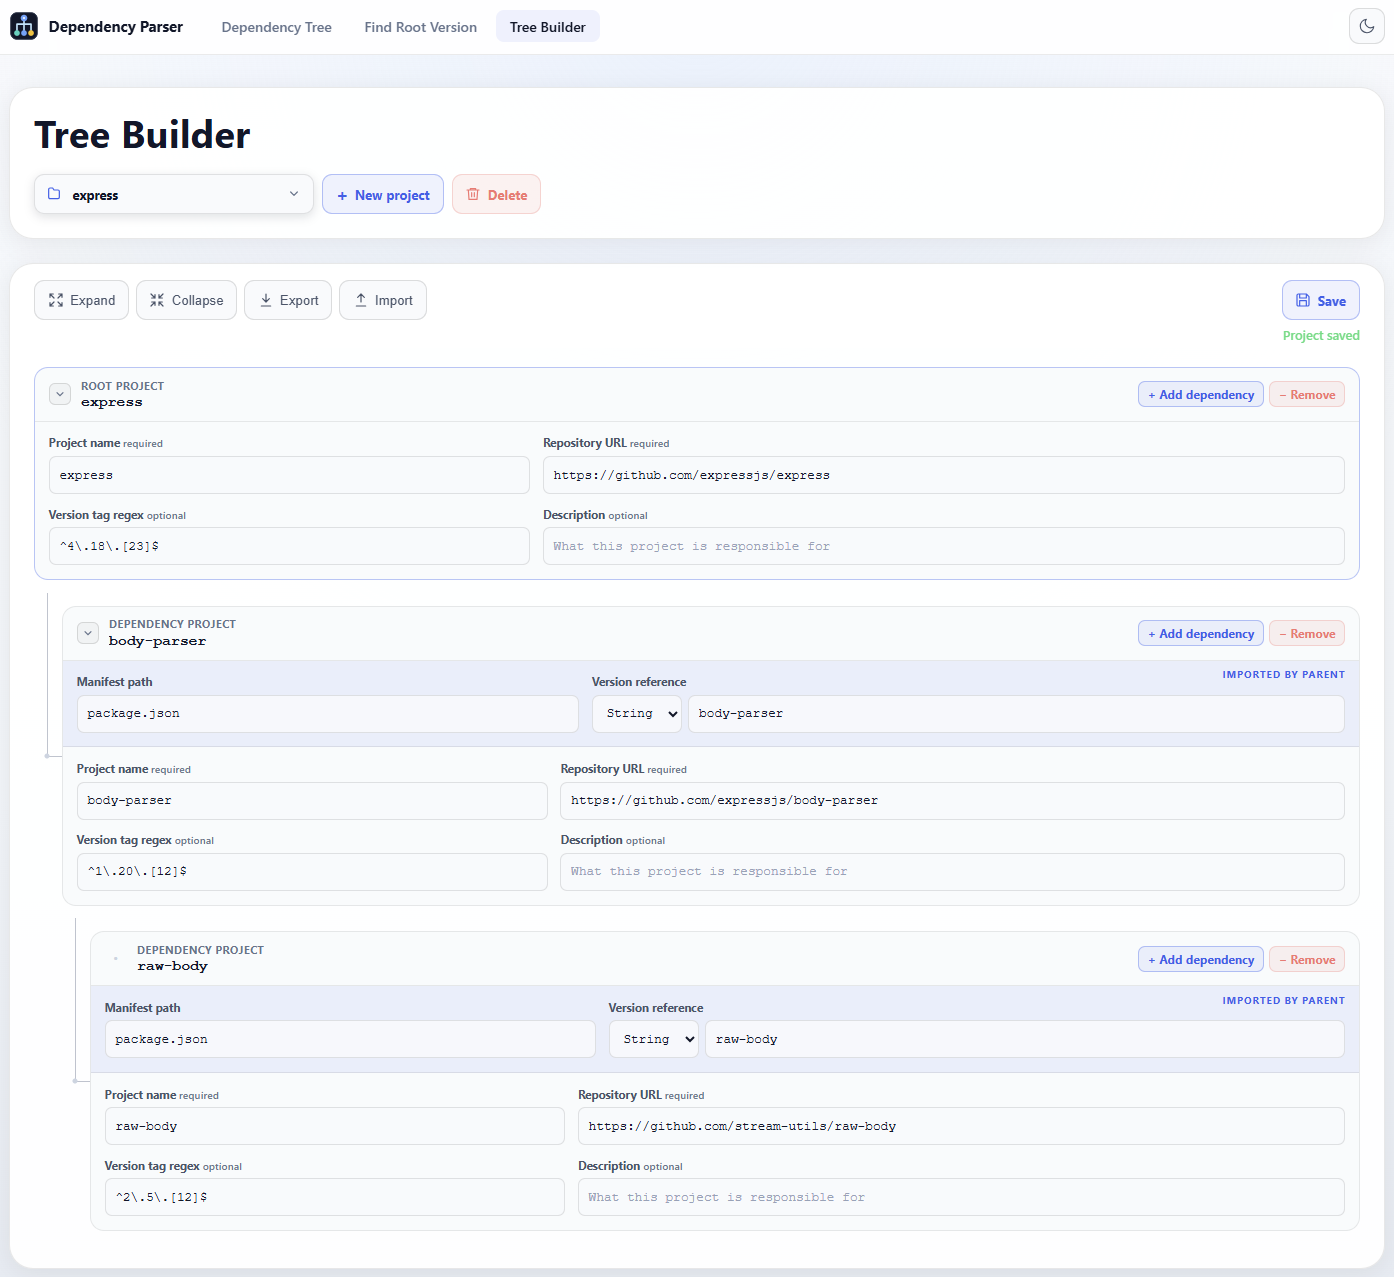 Dependency Parser
Dependency Tree
Find Root Version
Tree Builder
Tree Builder
express
+ New project
Delete
Expand
Collapse
Export
Import
Save
Project saved
ROOT PROJECT
express
+ Add dependency
− Remove
Project name required
Repository URL required
express
https://github.com/expressjs/express
Version tag regex optional
Description optional
^4\.18\.[23]$
What this project is responsible for
DEPENDENCY PROJECT
body-parser
+ Add dependency
− Remove
IMPORTED BY PARENT
Manifest path
Version reference
package.json
String
body-parser
Project name required
Repository URL required
body-parser
https://github.com/expressjs/body-parser
Version tag regex optional
Description optional
^1\.20\.[12]$
What this project is responsible for
DEPENDENCY PROJECT
raw-body
+ Add dependency
− Remove
IMPORTED BY PARENT
Manifest path
Version reference
package.json
String
raw-body
Project name required
Repository URL required
raw-body
https://github.com/stream-utils/raw-body
Version tag regex optional
Description optional
^2\.5\.[12]$
What this project is responsible for